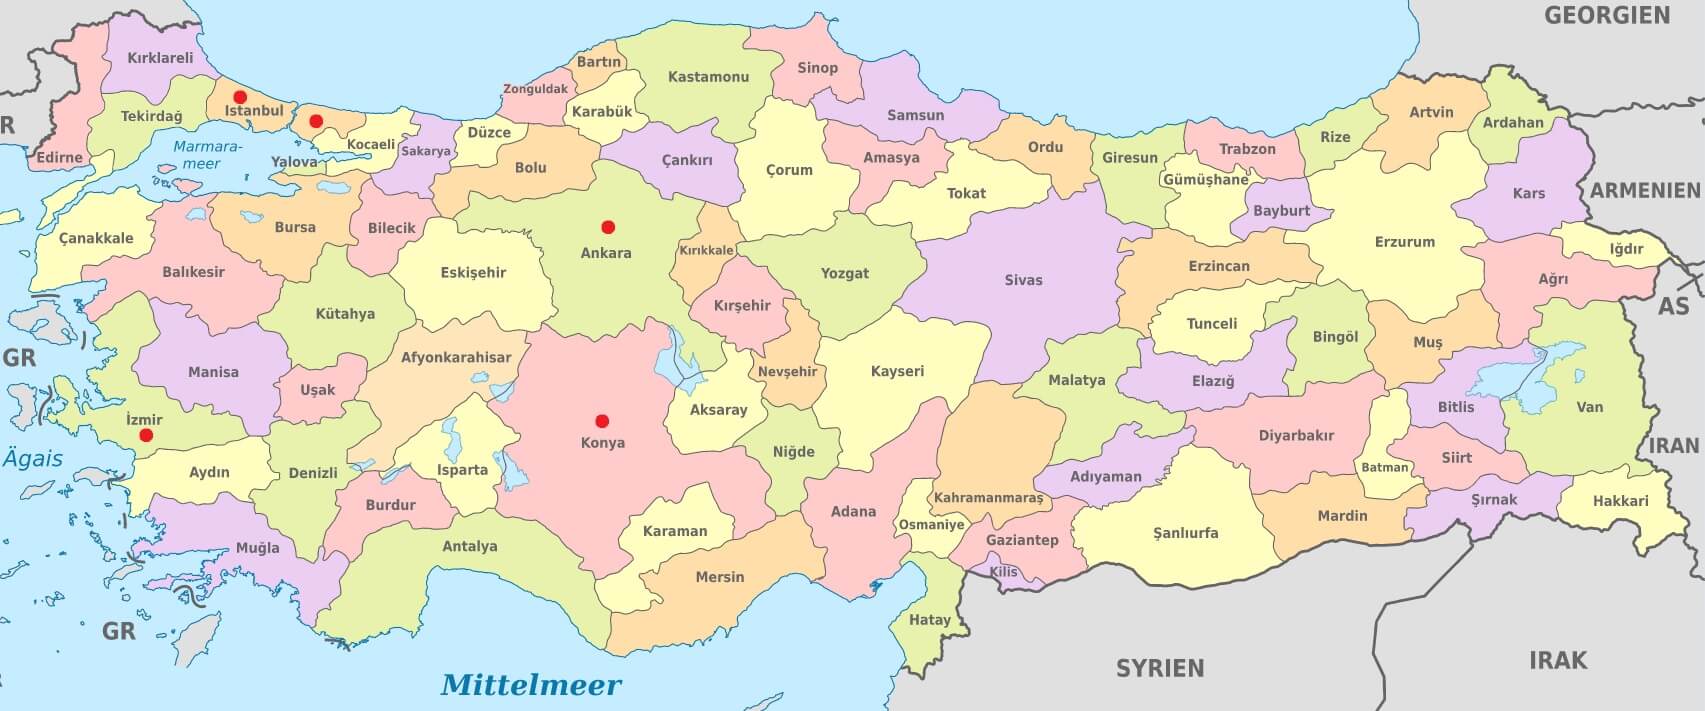 GEORGIEN
Kırklareli
Bartın
Kastamonu
Sinop
Zonguldak
Karabük
Samsun
Artvin
Ardahan
R
Tekirdağ
Istanbul
Edirne
Marmara-
meer
Yalova
Kocaeli
Sakarya
Düzce
Bolu
Çankırı
Çorum
Amasya
Tokat
Ordu
Giresun
Trabzon
Gümüşhane
Rize
Bayburt
Kars
ARMENIEN
Çanakkale
Bursa
Bilecik
Ankara
Kırıkkale
Erzurum
Iğdır
Balıkesir
Eskişehir
Yozgat
Sivas
Erzincan
Ağrı
AS
Kütahya
Kırşehir
Tunceli
Bingöl
Muş
GR
Manisa
Afyonkarahisar
Uşak
Nevşehir
Kayseri
Malatya
Elazığ
Bitlis
Van
İzmir
Aksaray
Konya
Niğde
Diyarbakır
IRAN
Ägais
Aydın
Denizli
Isparta
Adıyaman
Batman
Siirt
Burdur
Kahramanmaraş
Şırnak
Hakkari
Muğla
Antalya
Karaman
Adana
Osmaniye
Gaziantep
Şanlıurfa
Mardin
Mersin
Kilis
GR
Hatay
Mittelmeer
SYRIEN
IRAK